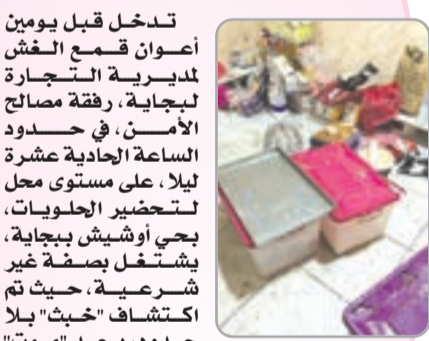 تدخل قبل يومين
أعوان قمع الغش
لمديرية التجارة
لبجاية، رفقة مصالح
الأمن، في حدود
الساعة الحادية عشرة
ليلا، على مستوى محل
لتحضير الحلويات،
بحي أوشيش ببجاية،
يشتغل بصفة غير
شرعية، حيث تم
اكتشاف "خبث" بلا